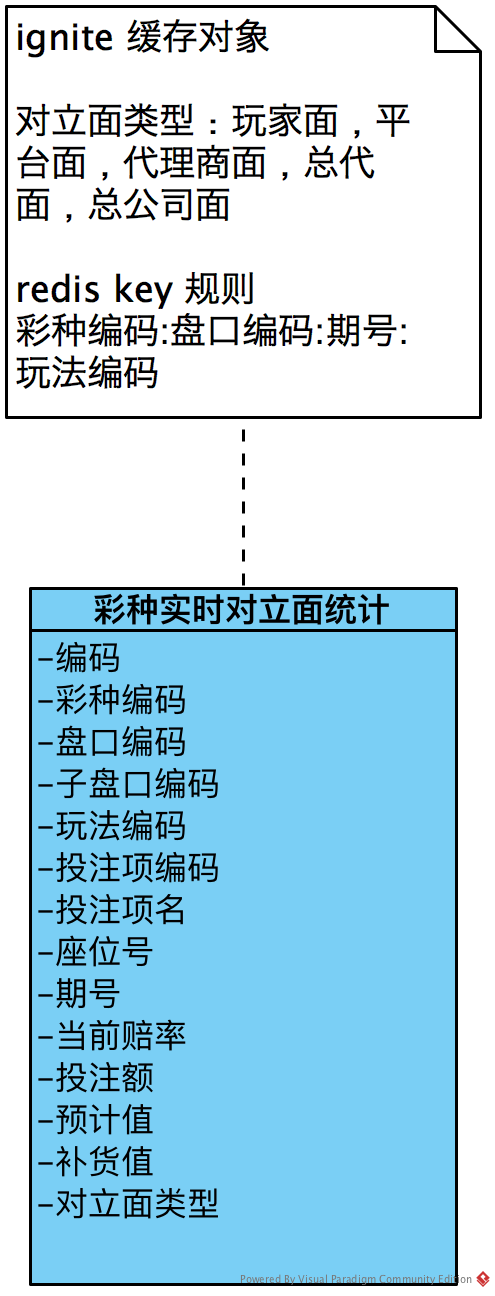 ignite 缓存对象
对立面类型：玩家面，平
台面，代理商面，总代
面，总公司面
redis key 规则
彩种编码:盘口编码:期号:
玩法编码
彩种实时对立面统计
-编码
-彩种编码
-盘口编码
-子盘口编码
-玩法编码
-投注项编码
-投注项名
-座位号
-期号
-当前赔率
-投注额
-预计值
-补货值
-对立面类型
Powered By Visual Paradigm Community Edition